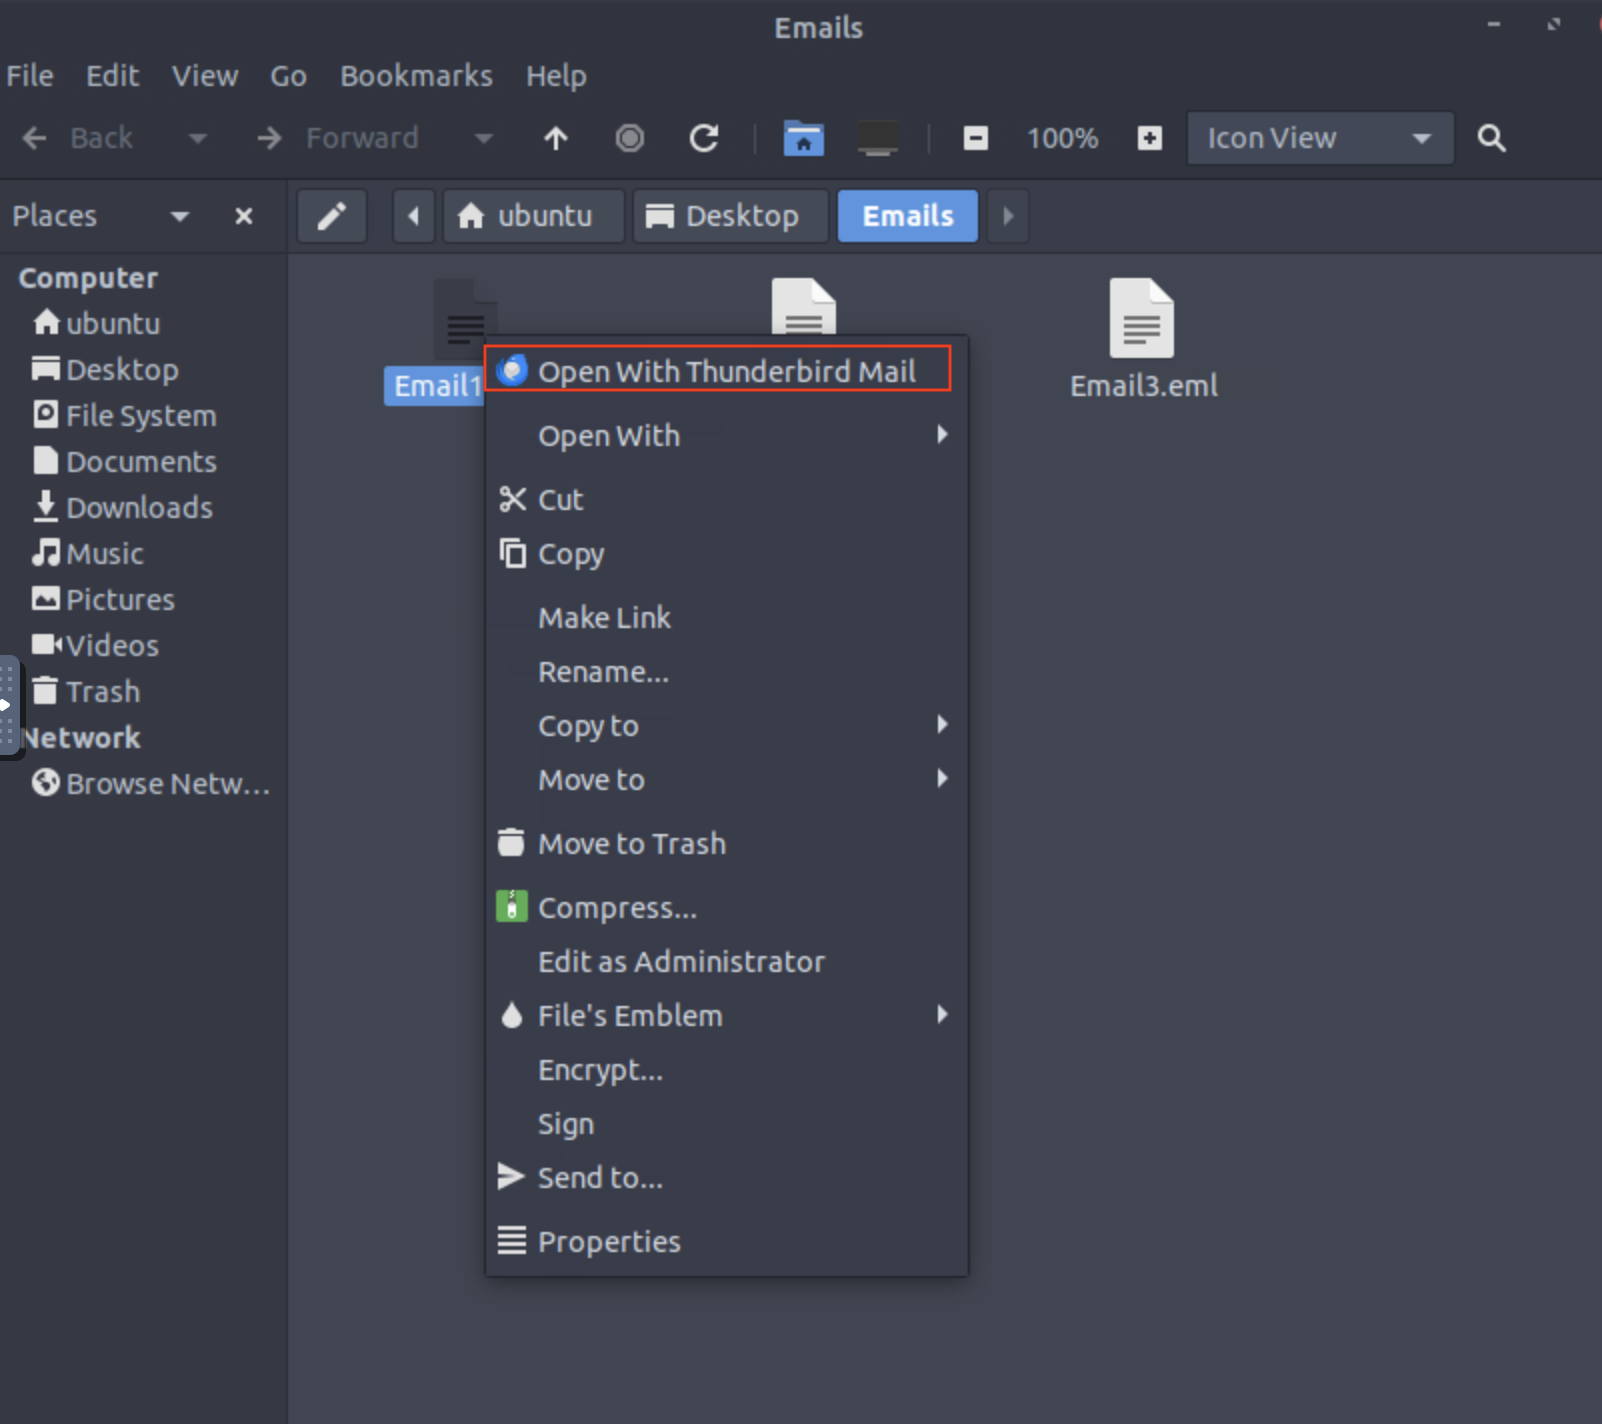 Emails
File Edit View Go Bookmarks Help
Back Forward 100% Icon View
Places ubuntu Desktop Emails
Computer
ubuntu
Desktop
File System
Documents
Downloads
Music
Pictures
Videos
Trash
Network
Browse Netw...
Email1
Email3.eml
Open With Thunderbird Mail
Open With
Cut
Copy
Make Link
Rename...
Copy to
Move to
Move to Trash
Compress...
Edit as Administrator
File's Emblem
Encrypt...
Sign
Send to...
Properties